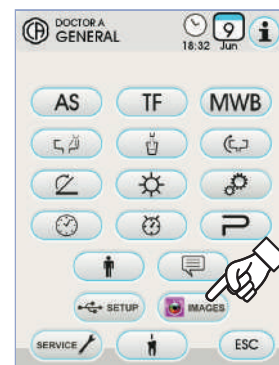 DOCTOR A
GENERAL
18:32
9
Jun
i
AS
TF
MWB
SETUP
IMAGES
SERVICE
ESC